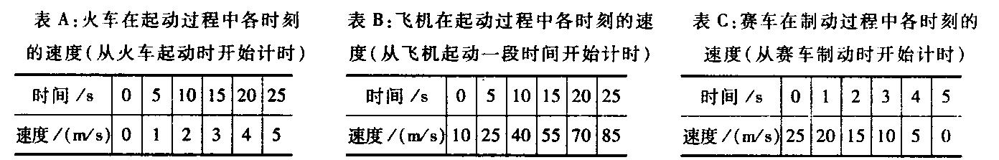 表 A:火车在起动过程中各时刻
的速度(从火车起动时开始计时)
时间/s 0 5 10 15 20 25
速度/(m/s) 0 1 2 3 4 5
表 B:飞机在起动过程中各时刻的速
度(从飞机起动一段时间开始计时)
时间/s 0 5 10 15 20 25
速度/(m/s) 10 25 40 55 70 85
表 C:赛车在制动过程中各时刻的
速度(从赛车制动时开始计时)
时间/s 0 1 2 3 4 5
速度/(m/s) 25 20 15 10 5 0